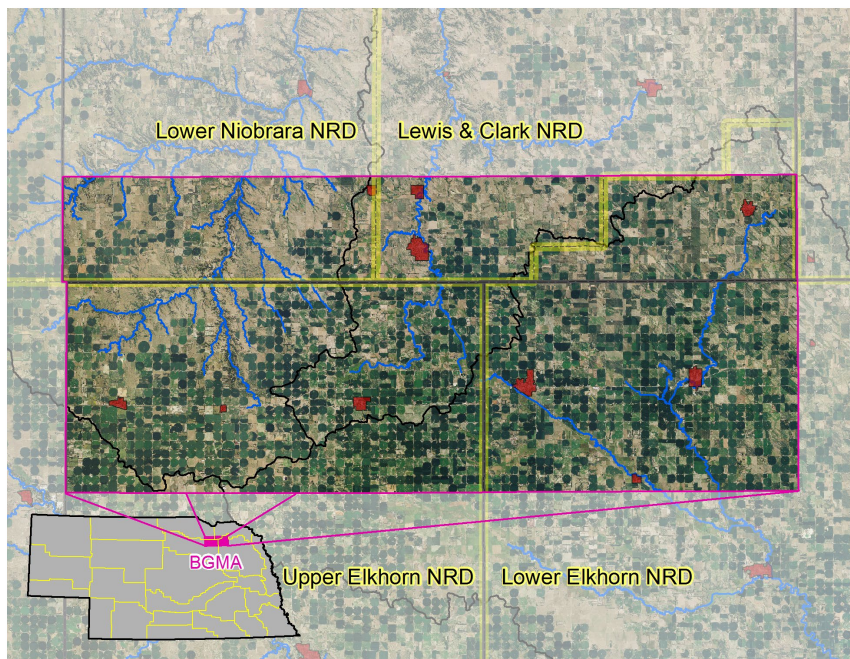 Lower Niobrara NRD
Lewis & Clark NRD
BGMA
Upper Elkhorn NRD
Lower Elkhorn NRD